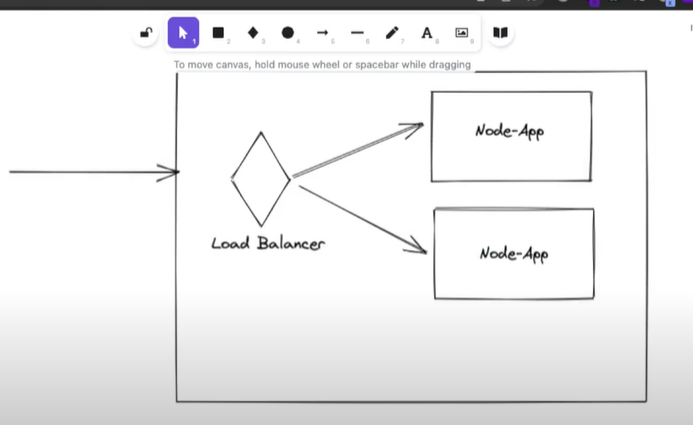 1
2
3
4
5
6
7
A
8
9
To move canvas, hold mouse wheel or spacebar while dragging
Node-App
Load Balancer
Node-App